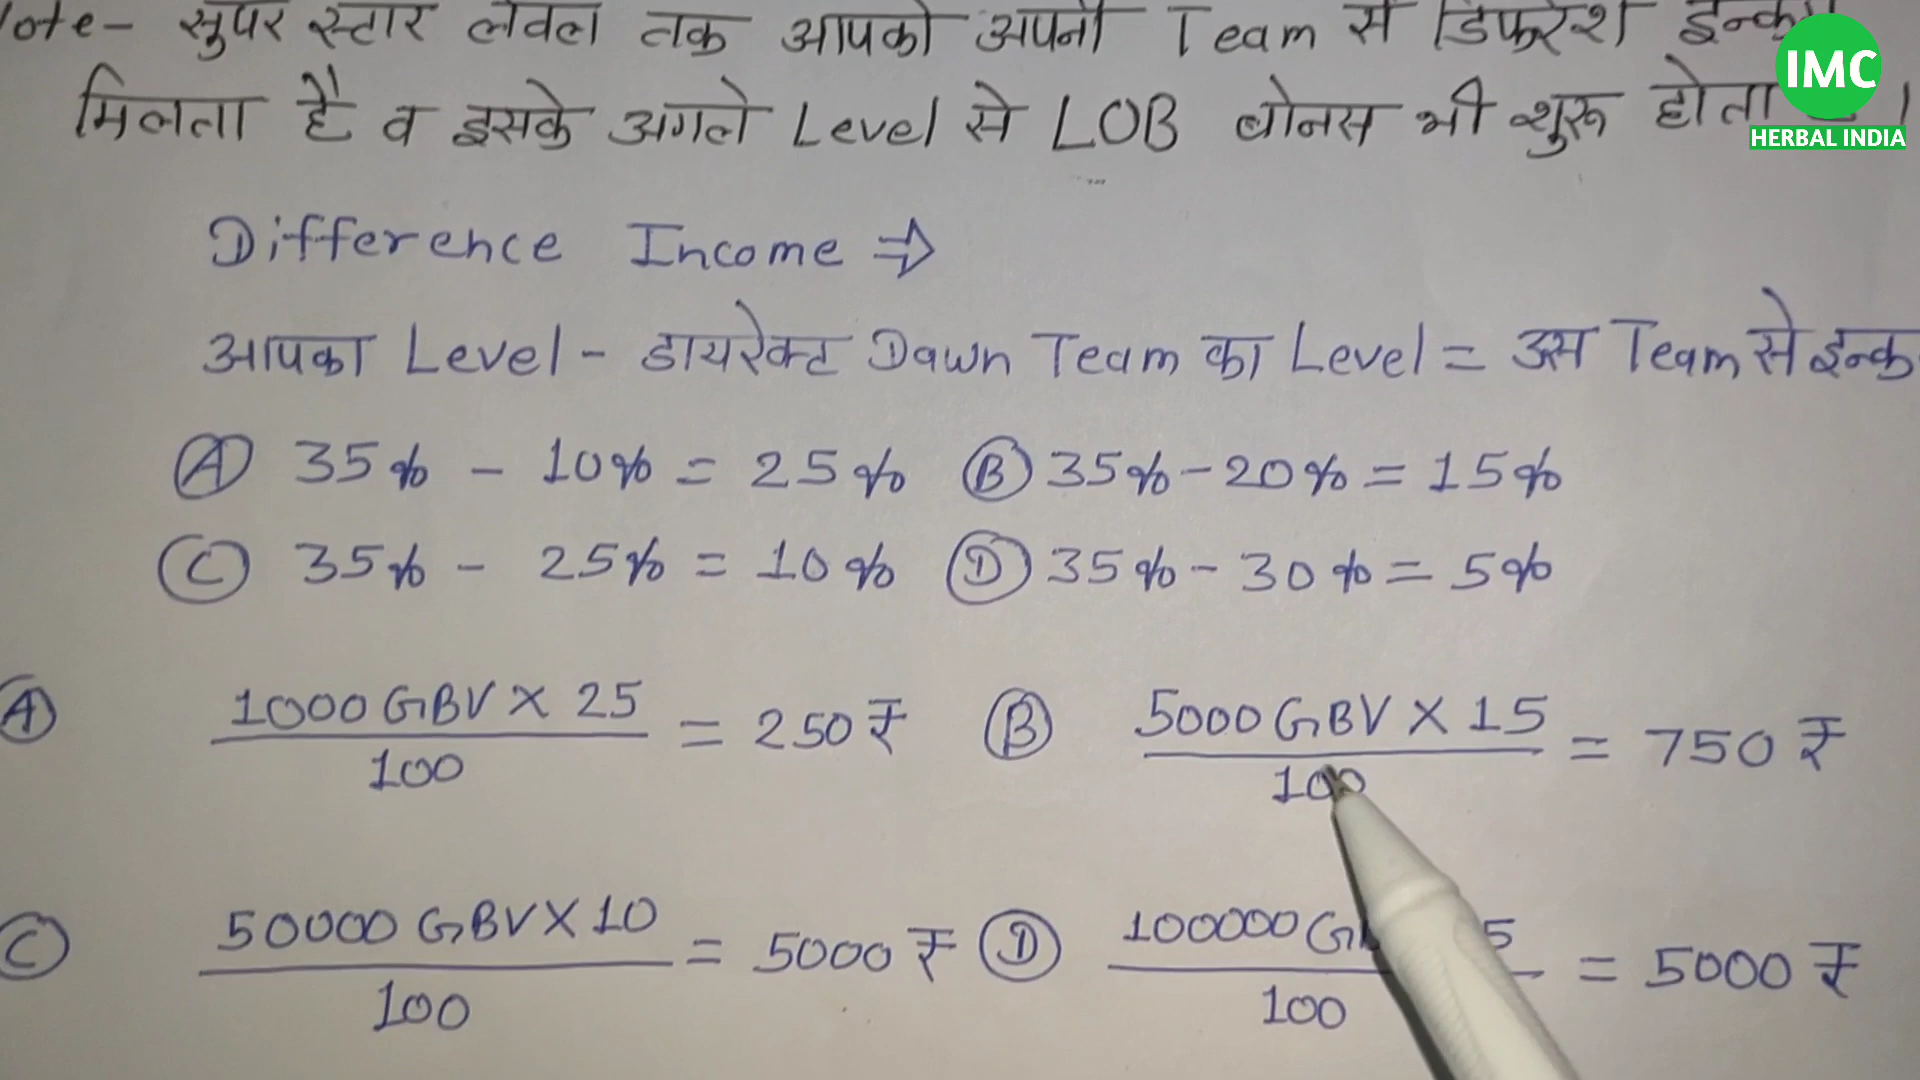 ote- सुपर स्टार लेवल तक आपको अपनी Team से डिफरेंश
मिलता है व इसके अगले Level से LOB बोनस भी शुरू होता
IMC
HERBAL INDIA
Difference Income ⇒
आपका Level - डायरेक्ट Dawn Team का Level = उस Team से इन्क
A 35% - 10% = 25% B 35% - 20% = 15%
C 35% - 25% = 10% D 35% - 30% = 5%
A 1000 GBV X 25 / 100 = 250 ₹ B 5000 GBV X 15 / 100 = 750 ₹
C 50000 GBV X 10 / 100 = 5000 ₹ D 100000 G 5 / 100 = 5000 ₹